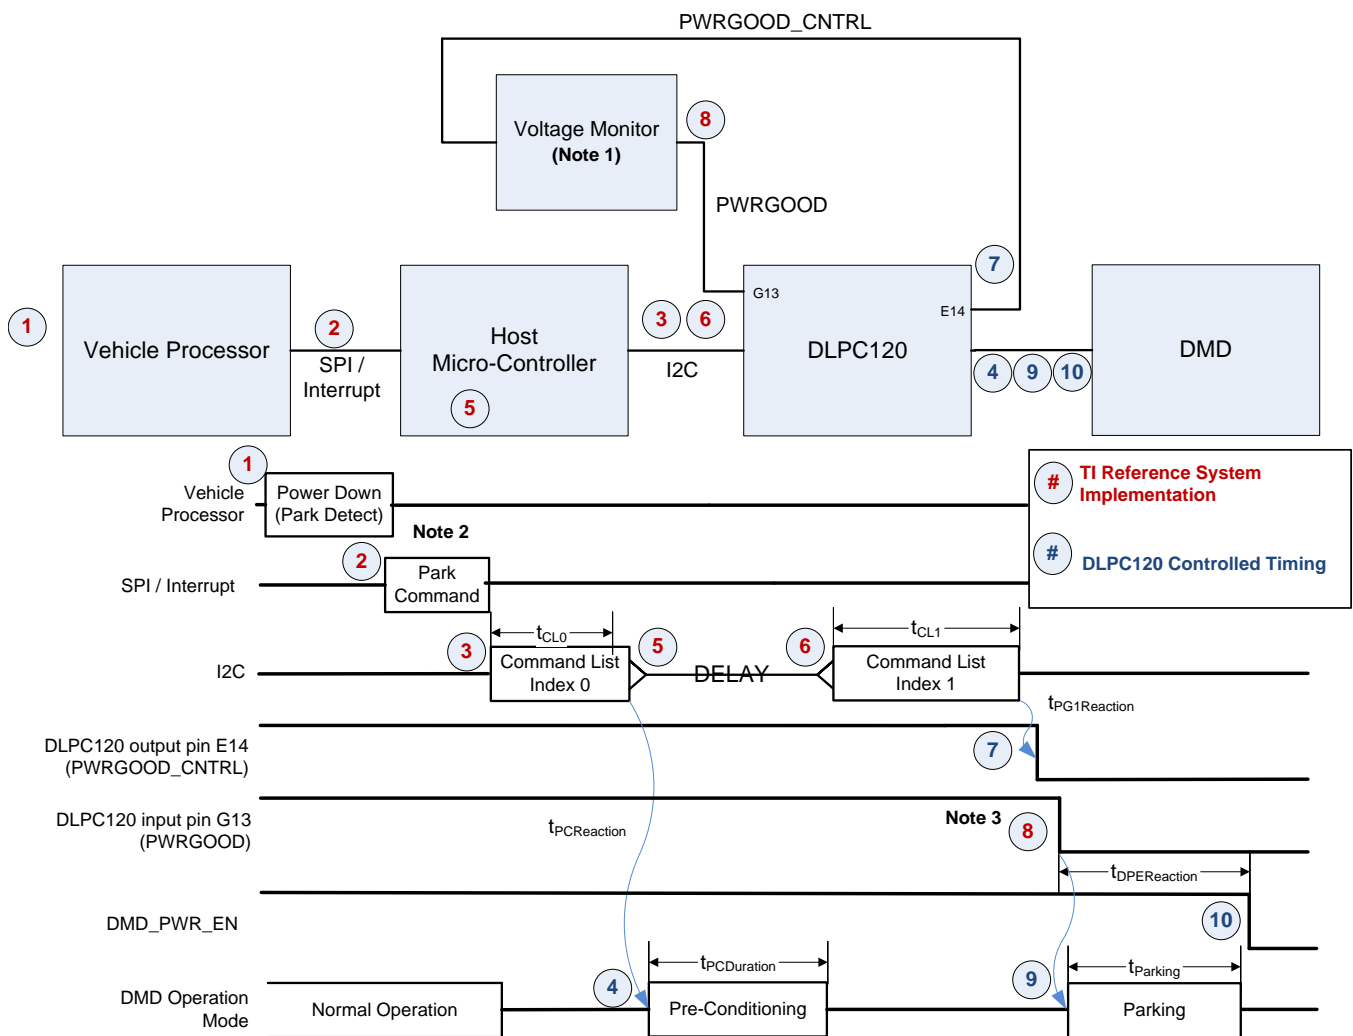 PWRGOOD_CNTRL
Voltage Monitor
(Note 1)
8
PWRGOOD
7
G13
E14
1
Vehicle Processor
2
SPI /
Interrupt
Host
Micro-Controller
5
3
6
I2C
DLPC120
4
9
10
DMD
1
Vehicle
Processor
Power Down
(Park Detect)
Note 2
#
TI Reference System
Implementation
#
DLPC120 Controlled Timing
SPI / Interrupt
2
Park
Command
tCL0
tCL1
I2C
3
Command List
Index 0
5
DELAY
6
Command List
Index 1
tPG1Reaction
DLPC120 output pin E14
(PWRGOOD_CNTRL)
7
DLPC120 input pin G13
(PWRGOOD)
tPCReaction
Note 3
8
tDPEReaction
DMD_PWR_EN
10
tPCDuration
tParking
DMD Operation
Mode
Normal Operation
4
Pre-Conditioning
9
Parking